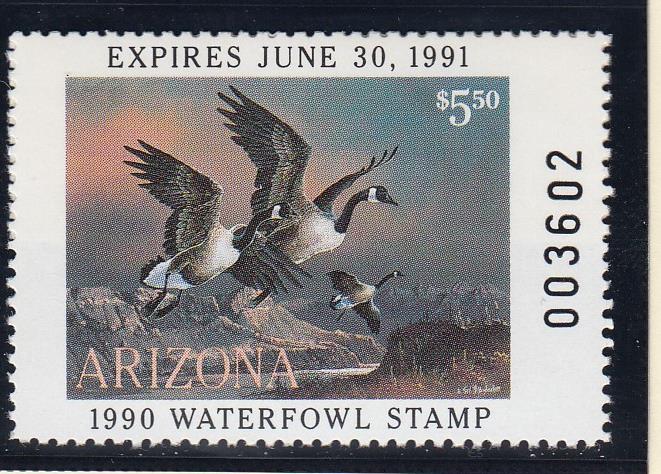 EXPIRES JUNE 30, 1991
$5.50
003602
ARIZONA
1990 WATERFOWL STAMP